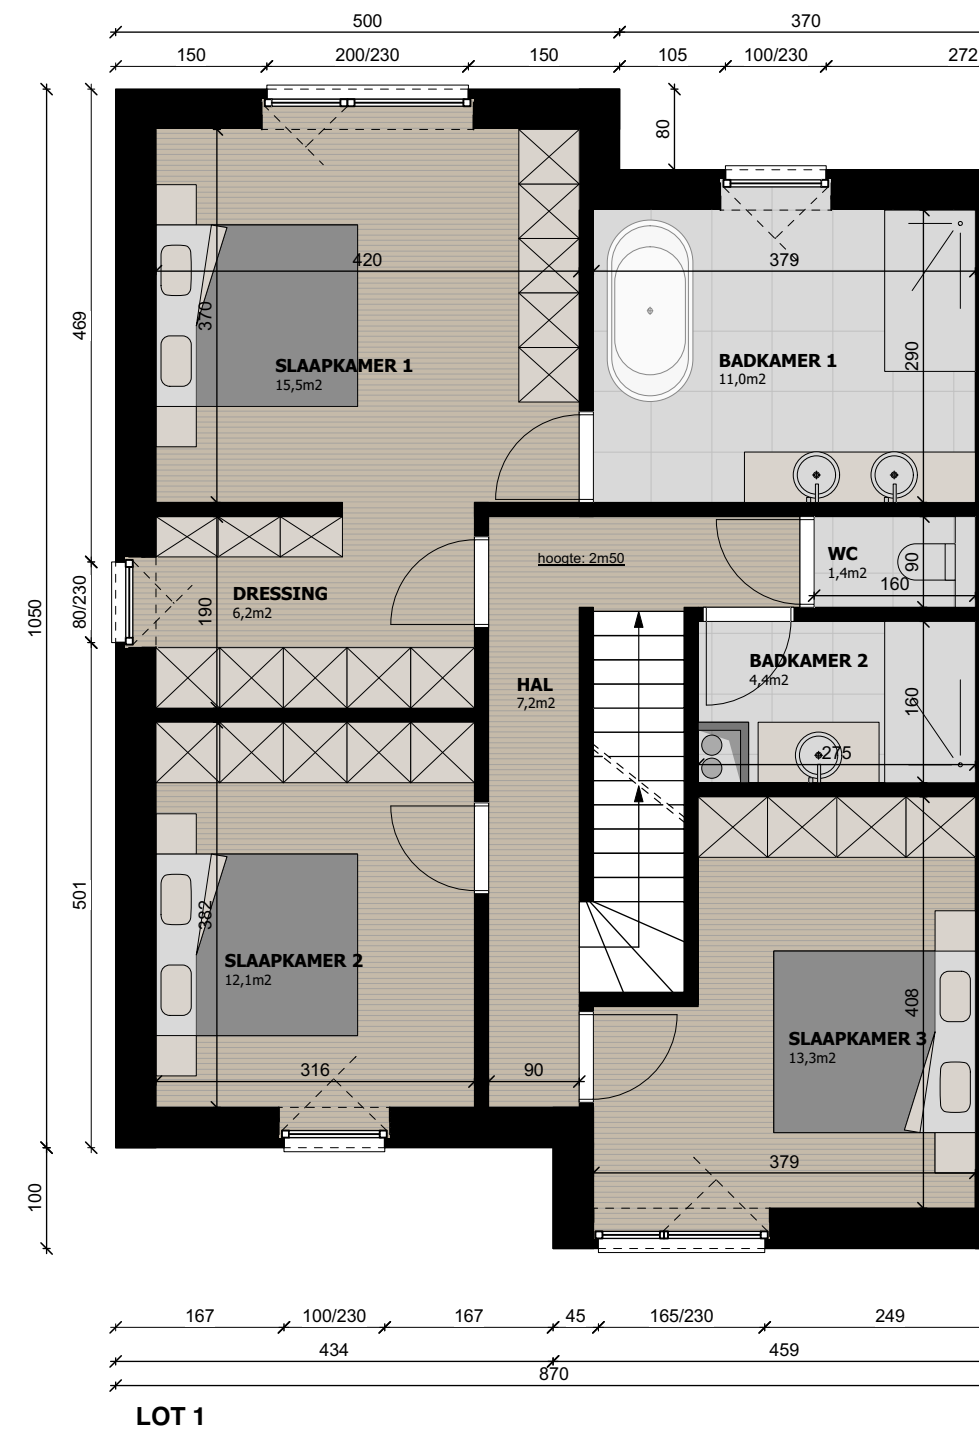 500
370
150
200/230
150
105
100/230
272
80
420
379
370
469
SLAAPKAMER 1
15,5m2
BADKAMER 1
11,0m2
290
hoogte: 2m50
WC
1,4m2
90
160
1050
80/230
190
DRESSING
6,2m2
HAL
7,2m2
BADKAMER 2
4,4m2
160
275
501
382
SLAAPKAMER 2
12,1m2
408
SLAAPKAMER 3
13,3m2
316
90
379
100
167
100/230
167
45
165/230
249
434
459
870
LOT 1